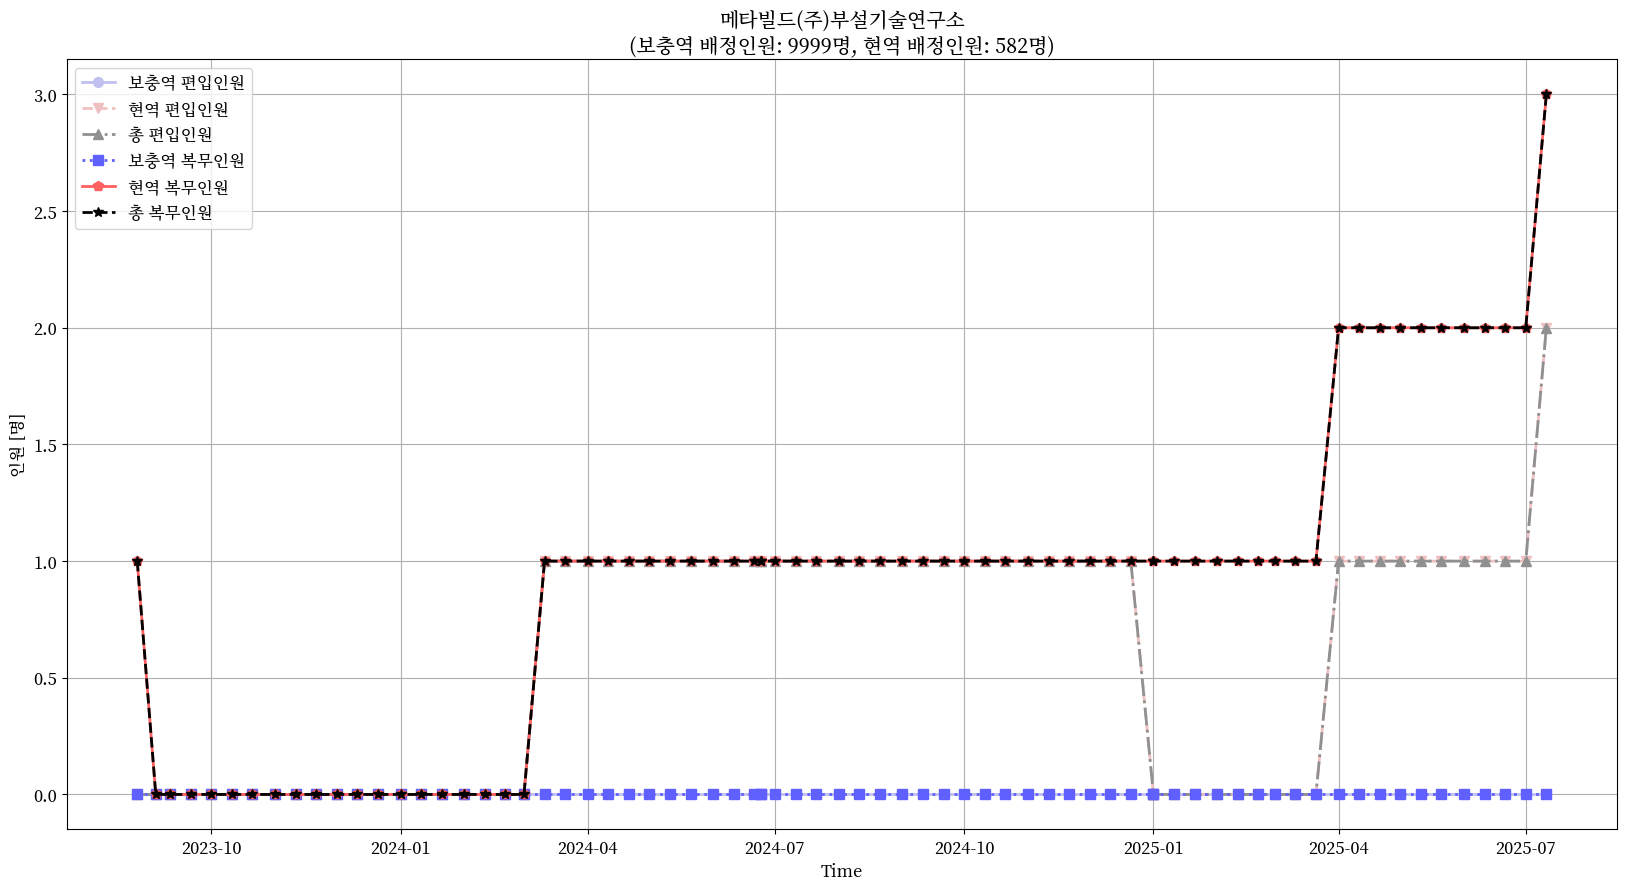 메타빌드(주)부설기술연구소
(보충역 배정인원: 9999명, 현역 배정인원: 582명)
보충역 편입인원
현역 편입인원
총 편입인원
보충역 복무인원
현역 복무인원
총 복무인원
인원 [명]
3.0
2.5
2.0
1.5
1.0
0.5
0.0
2023-10
2024-01
2024-04
2024-07
2024-10
2025-01
2025-04
2025-07
Time